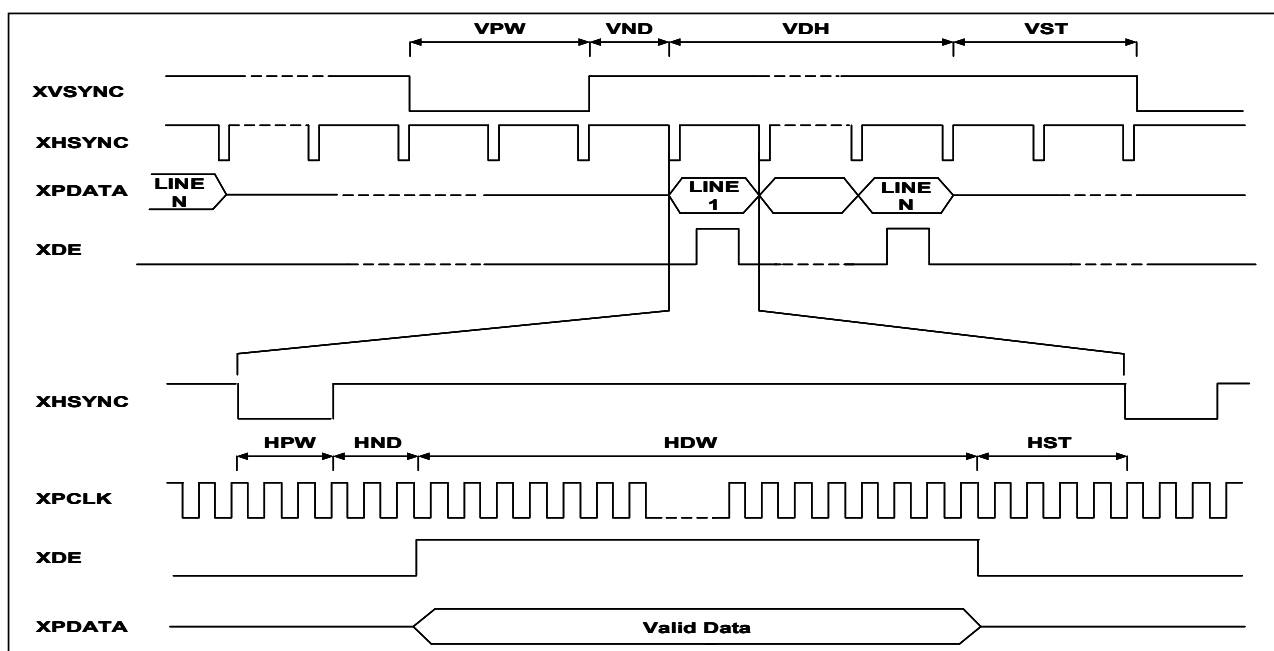 VPW VND VDH VST
XVSYNC
XHSYNC
XPDATA LINE N LINE 1 LINE N
XDE
XHSYNC
HPW HND HDW HST
XPCLK
XDE
XPDATA Valid Data